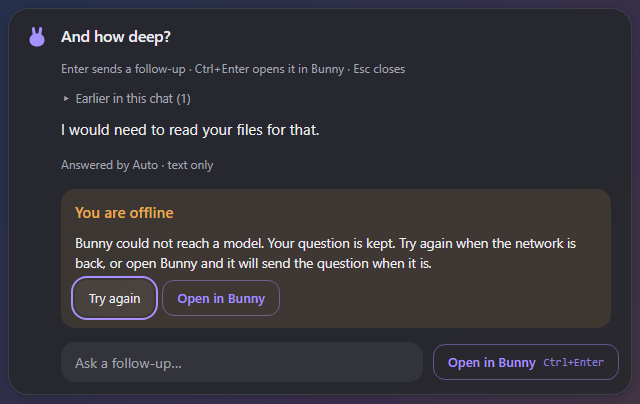 And how deep?
Enter sends a follow-up · Ctrl+Enter opens it in Bunny · Esc closes
Earlier in this chat (1)
I would need to read your files for that.
Answered by Auto · text only
You are offline
Bunny could not reach a model. Your question is kept. Try again when the network is
back, or open Bunny and it will send the question when it is.
Try again
Open in Bunny
Ask a follow-up...
Open in Bunny Ctrl+Enter